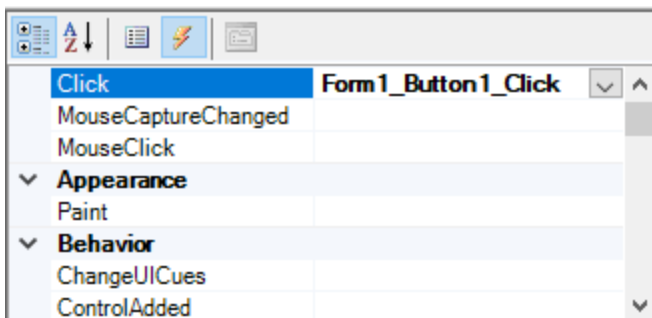 A
Z
Click Form1_Button1_Click
MouseCaptureChanged
MouseClick
Appearance
Paint
Behavior
ChangeUICues
ControlAdded